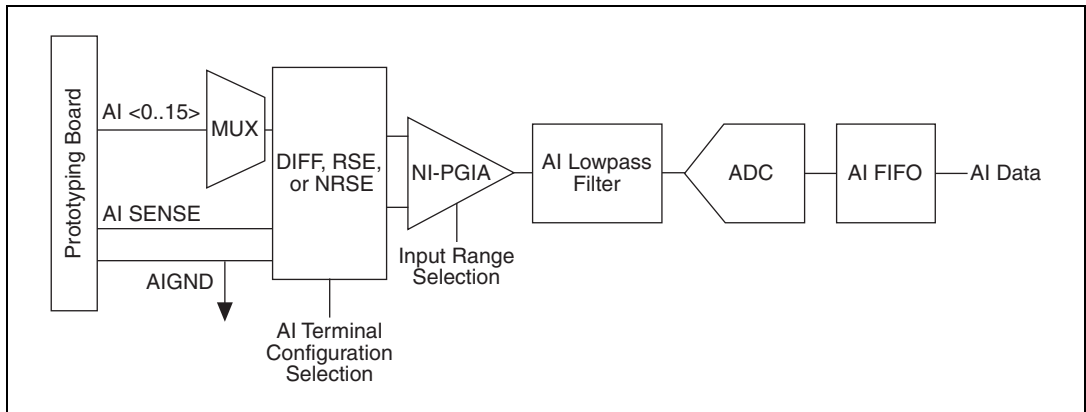 Prototyping Board
AI <0..15>
MUX
AI SENSE
AIGND
DIFF, RSE,
or NRSE
AI Terminal
Configuration
Selection
NI-PGIA
Input Range
Selection
AI Lowpass
Filter
ADC
AI FIFO
AI Data